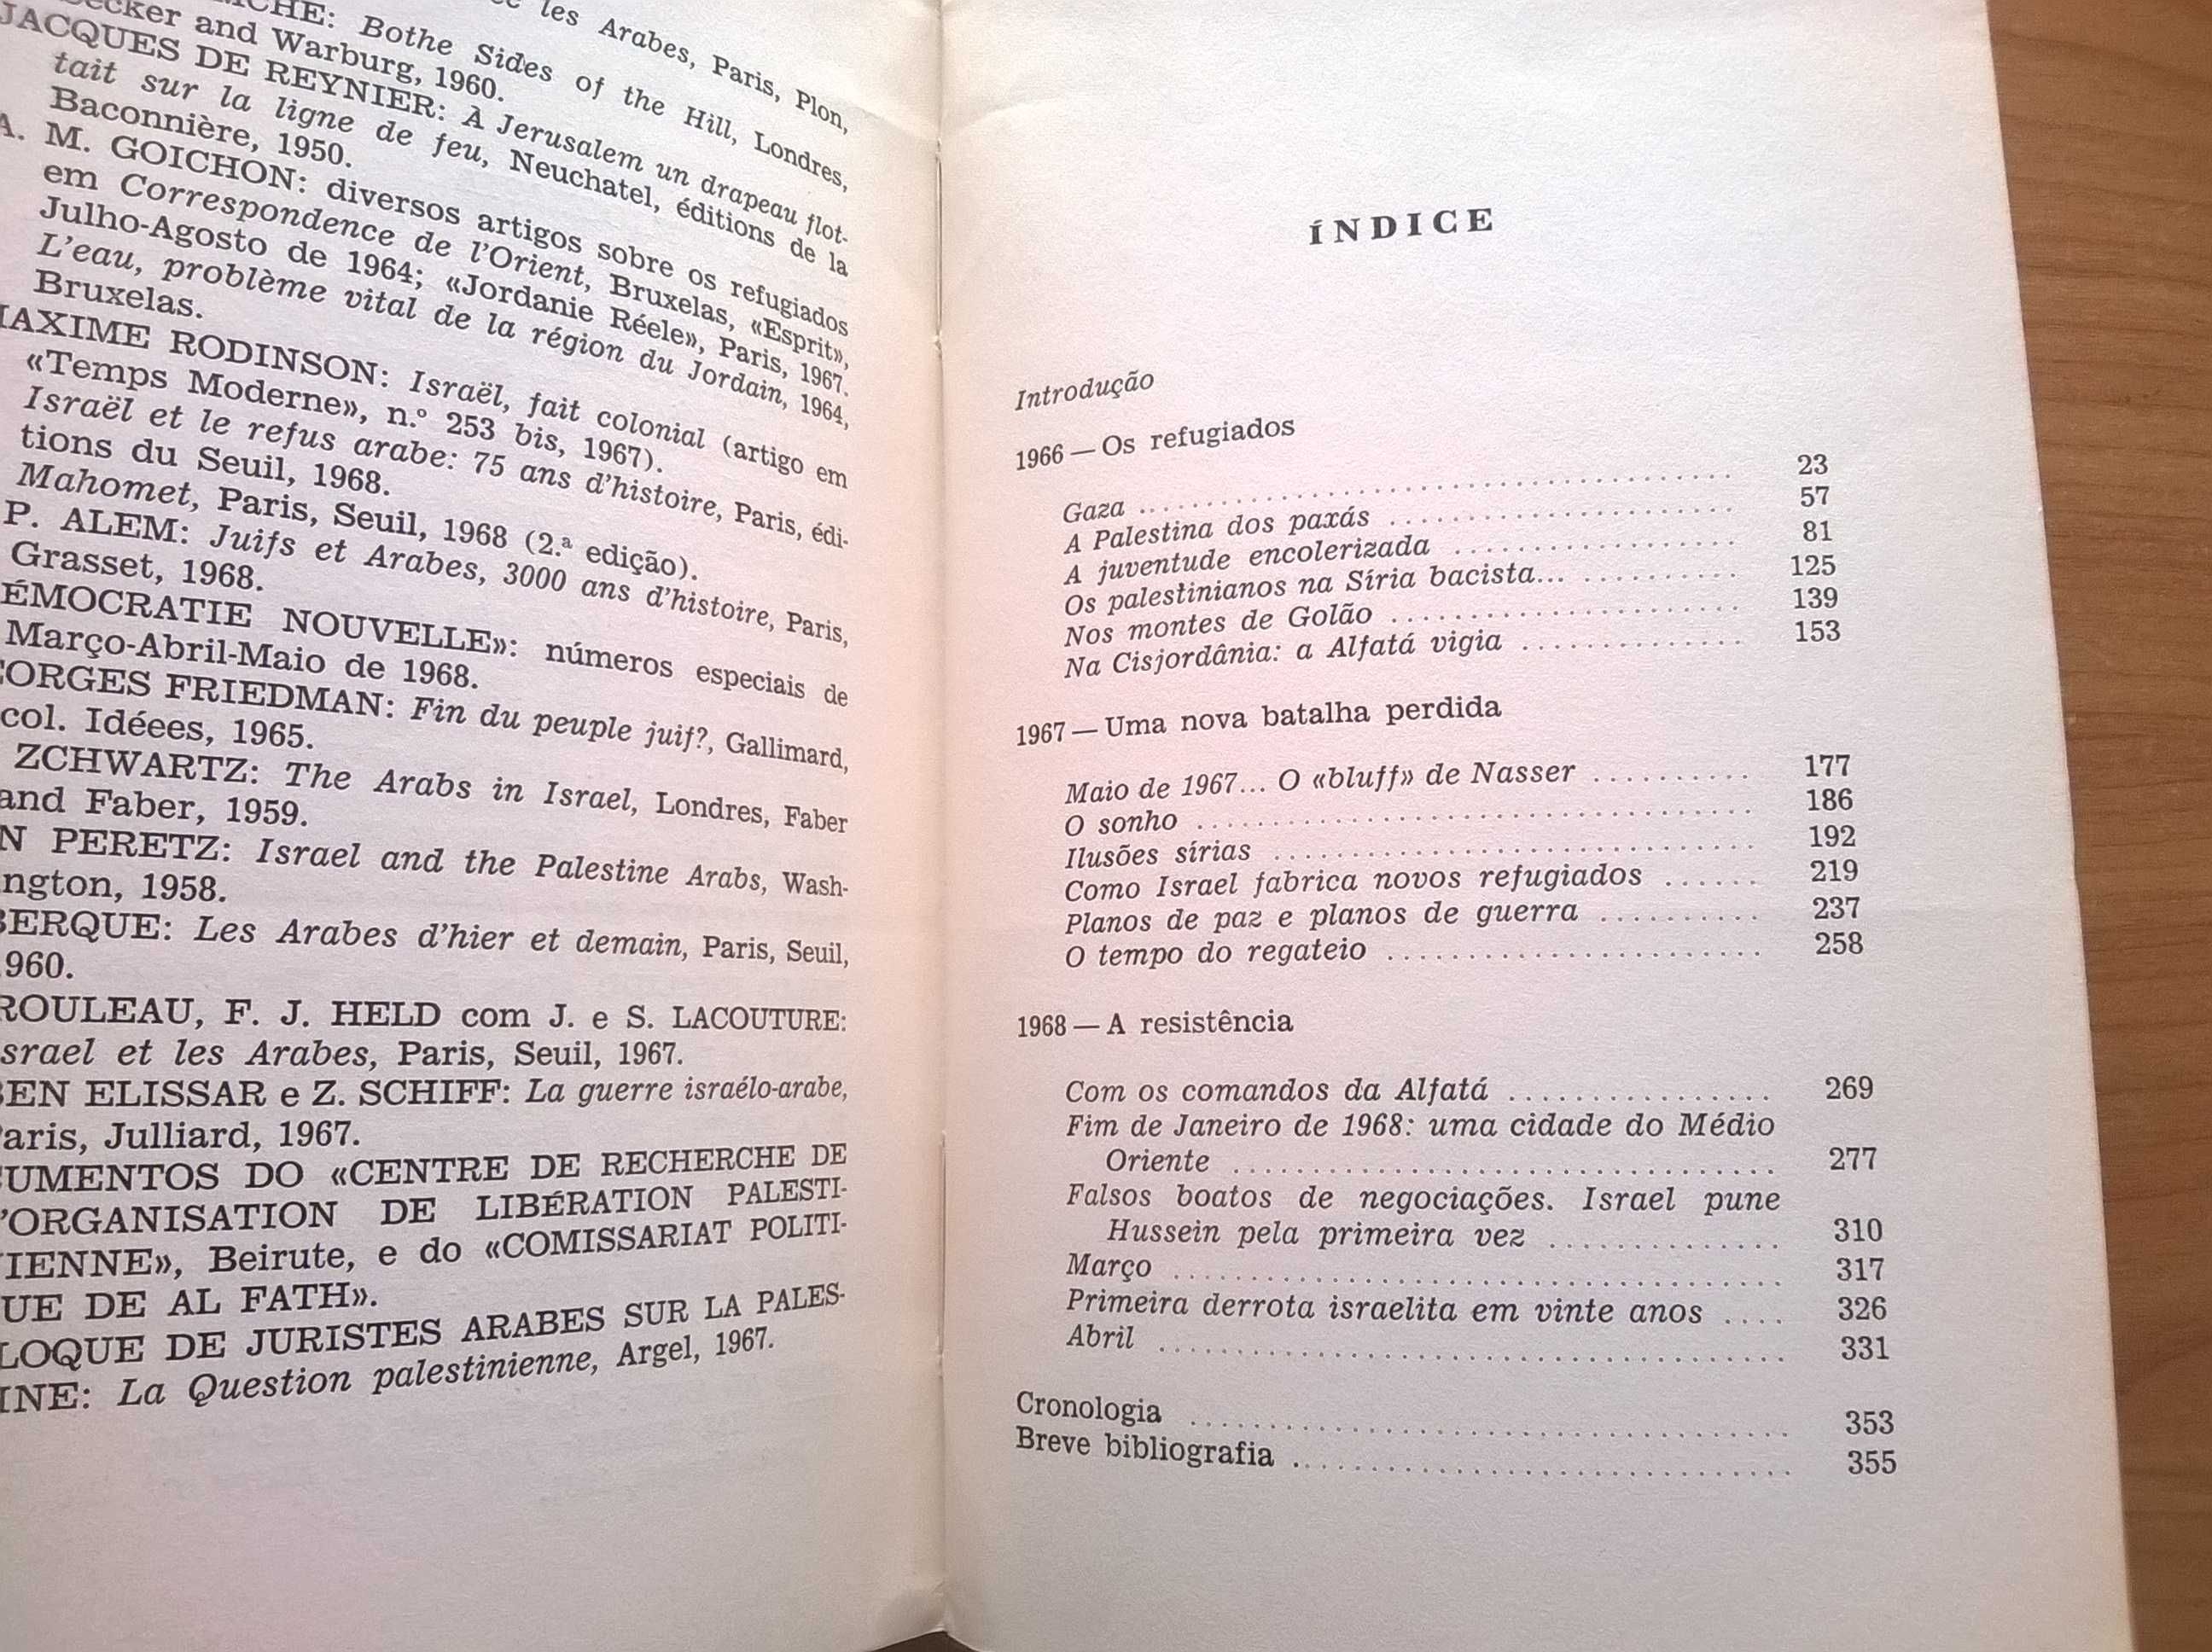 les Arabes, Paris, Plon,
CHE: Bothe Sides of the Hill, Londres,
and Warburg, 1960.
JACQUES DE REYNIER: À Jerusalem un drapeau flot-
tait sur la ligne de feu, Neuchatel, éditions de la
Baconnière, 1950.
A. M. GOICHON: diversos artigos sobre os refugiados
em Correspondence de l'Orient, Bruxelas, «Esprit»,
Julho-Agosto de 1964; «Jordanie Réele», Paris, 1967.
L'eau, problème vital de la région du Jordain, 1964,
Bruxelas.
MAXIME RODINSON: Israël, fait colonial (artigo em
«Temps Moderne», n.º 253 bis, 1967).
Israël et le refus arabe: 75 ans d'histoire, Paris, édi-
tions du Seuil, 1968.
Mahomet, Paris, Seuil, 1968 (2.ª edição).
P. ALEM: Juifs et Arabes, 3000 ans d'histoire, Paris,
Grasset, 1968.
ÉMOCRATIE NOUVELLE»: números especiais de
Março-Abril-Maio de 1968.
EORGES FRIEDMAN: Fin du peuple juif?, Gallimard,
col. Idéees, 1965.
ZCHWARTZ: The Arabs in Israel, Londres, Faber
and Faber, 1959.
N PERETZ: Israel and the Palestine Arabs, Wash-
ngton, 1958.
BERQUE: Les Arabes d'hier et demain, Paris, Seuil,
960.
ROULEAU, F. J. HELD com J. e S. LACOUTURE:
srael et les Arabes, Paris, Seuil, 1967.
BEN ELISSAR e Z. SCHIFF: La guerre israélo-arabe,
Paris, Julliard, 1967.
CUMENTOS DO «CENTRE DE RECHERCHE DE
'ORGANISATION DE LIBÉRATION PALESTI-
IENNE», Beirute, e do «COMISSARIAT POLITI-
UE DE AL FATH».
LOQUE DE JURISTES ARABES SUR LA PALES-
INE: La Question palestinienne, Argel, 1967.
ÍNDICE
Introdução
1966 — Os refugiados
Gaza .......... 23
A Palestina dos paxás .......... 57
A juventude encolerizada .......... 81
Os palestinianos na Síria bacista... .......... 125
Nos montes de Golão .......... 139
Na Cisjordânia: a Alfatá vigia .......... 153
1967 — Uma nova batalha perdida
Maio de 1967... O «bluff» de Nasser .......... 177
O sonho .......... 186
Ilusões sírias .......... 192
Como Israel fabrica novos refugiados ...... 219
Planos de paz e planos de guerra .......... 237
O tempo do regateio .......... 258
1968 — A resistência
Com os comandos da Alfatá .......... 269
Fim de Janeiro de 1968: uma cidade do Médio
Oriente .......... 277
Falsos boatos de negociações. Israel pune
Hussein pela primeira vez .......... 310
Março .......... 317
Primeira derrota israelita em vinte anos .... 326
Abril .......... 331
Cronologia .......... 353
Breve bibliografia .......... 355